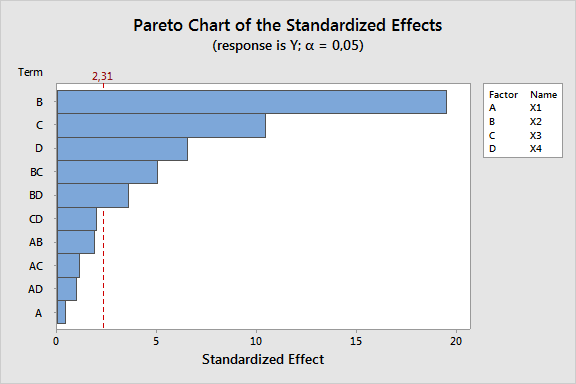 Pareto Chart of the Standardized Effects
(response is Y; α = 0,05)
Term
2,31
B
C
D
BC
BD
CD
AB
AC
AD
A
0 5 10 15 20
Standardized Effect
Factor Name
A X1
B X2
C X3
D X4